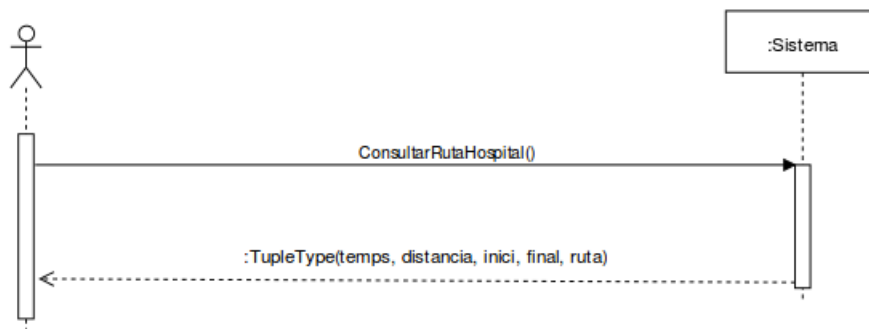 :Sistema
ConsultarRutaHospital()
:TupleType(temps, distancia, inici, final, ruta)